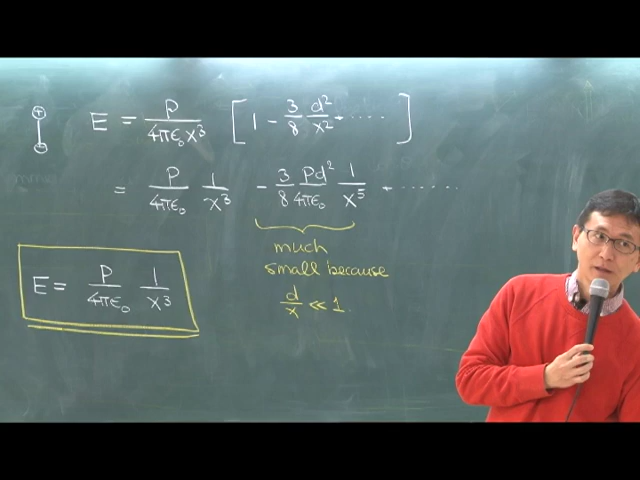 E = P / 4πε₀x³ [ 1 - 3/8 d²/x² + ···· ]
= P / 4πε₀ 1/x³ - 3/8 Pd²/4πε₀ 1/x⁵ + ·······
much
small because
d/x << 1.
E = P / 4πε₀ 1/x³